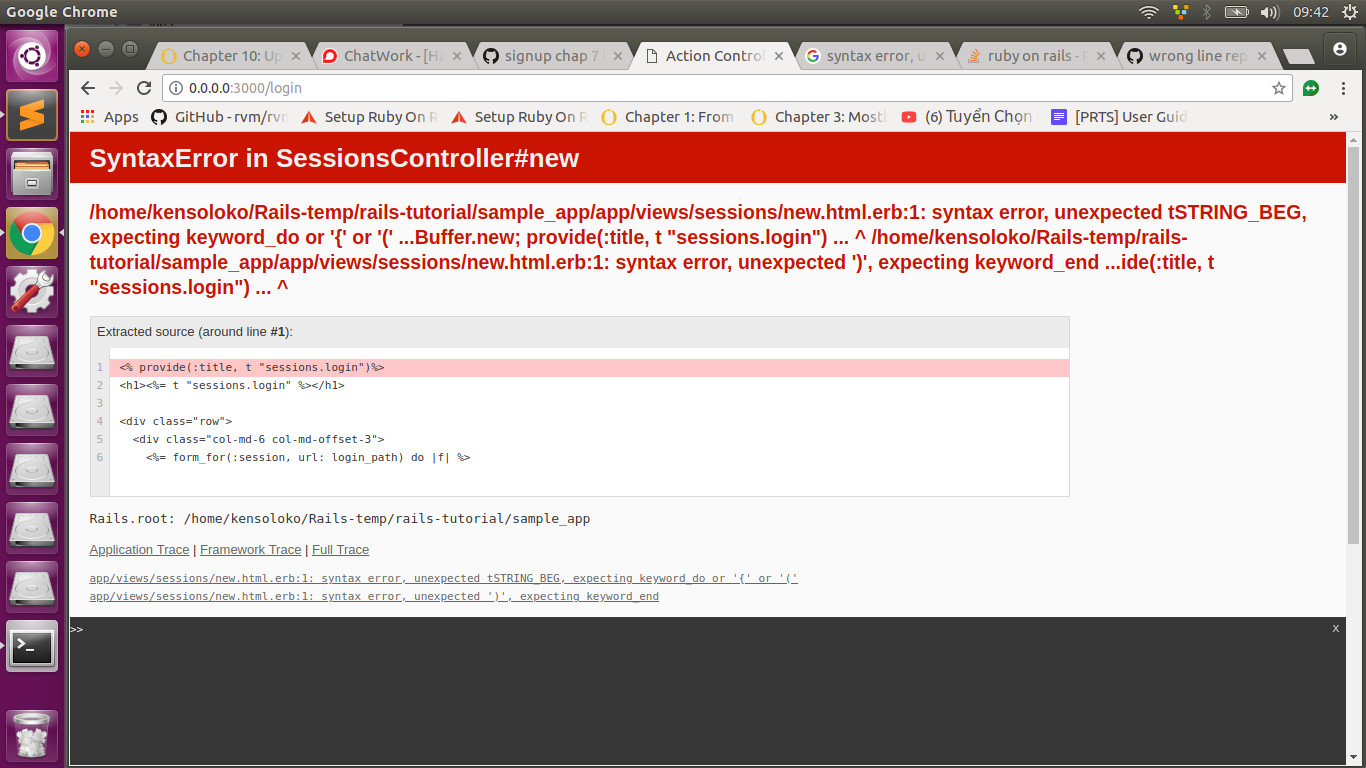 Google Chrome 09:42
Chapter 10: Up ChatWork - [Ha signup chap 7 Action Control syntax error, u ruby on rails - wrong line rep
0.0.0.0:3000/login
Apps GitHub - rvm/rvm Setup Ruby On R Setup Ruby On R Chapter 1: From Chapter 3: Mostl (6) Tuyển Chọn [PRTS] User Guid »
SyntaxError in SessionsController#new
/home/kensoloko/Rails-temp/rails-tutorial/sample_app/app/views/sessions/new.html.erb:1: syntax error, unexpected tSTRING_BEG,
expecting keyword_do or '{' or '(' ...Buffer.new; provide(:title, t "sessions.login") ... ^ /home/kensoloko/Rails-temp/rails-
tutorial/sample_app/app/views/sessions/new.html.erb:1: syntax error, unexpected ')', expecting keyword_end ...ide(:title, t
"sessions.login") ... ^
Extracted source (around line #1):
1 <% provide(:title, t "sessions.login")%>
2 <h1><%= t "sessions.login" %></h1>
3
4 <div class="row">
5 <div class="col-md-6 col-md-offset-3">
6 <%= form_for(:session, url: login_path) do |f| %>
Rails.root: /home/kensoloko/Rails-temp/rails-tutorial/sample_app
Application Trace | Framework Trace | Full Trace
app/views/sessions/new.html.erb:1: syntax error, unexpected tSTRING_BEG, expecting keyword_do or '{' or '('
app/views/sessions/new.html.erb:1: syntax error, unexpected ')', expecting keyword_end
>> x